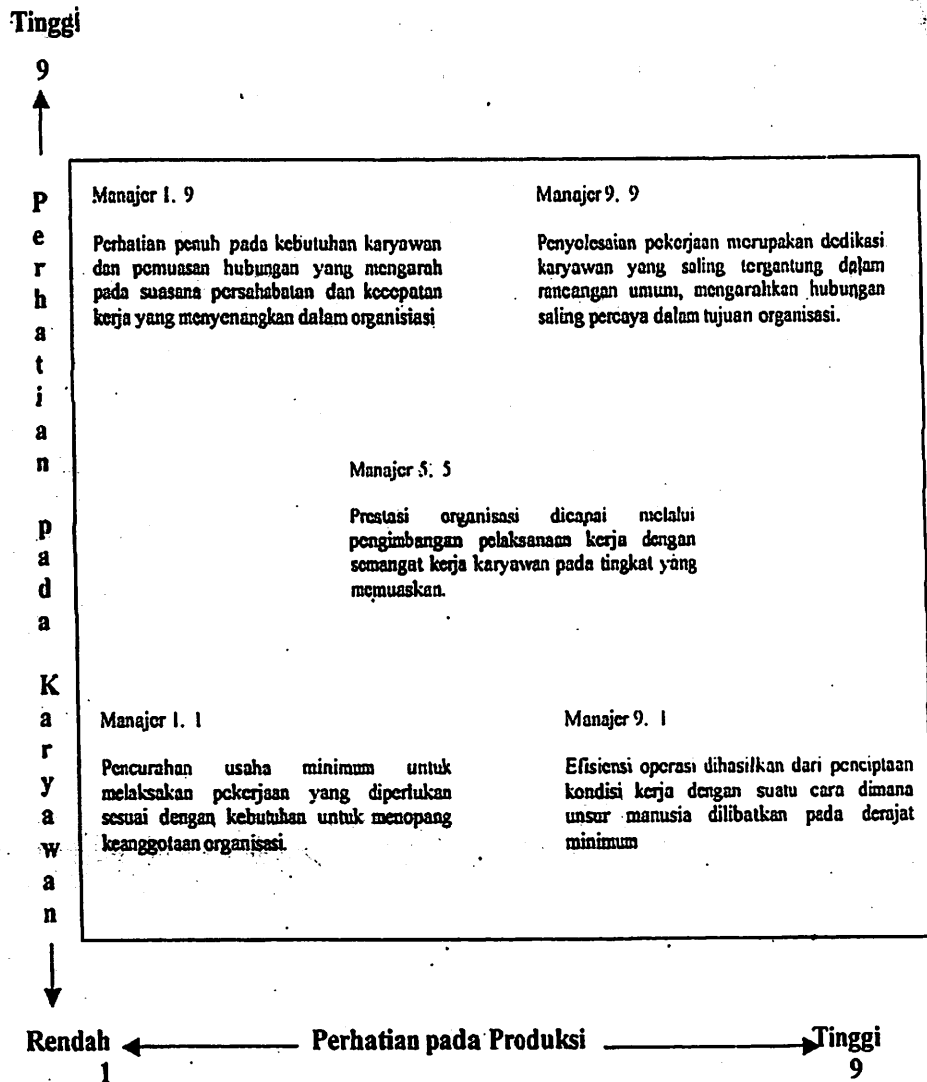 Tinggi
9
Perhatian pada Karyawan
Manajer 1. 9
Perhatian penuh pada kebutuhan karyawan
dan pemuasan hubungan yang mengarah
pada suasana persahabatan dan kecepatan
kerja yang menyenangkan dalam organisiasi
Manajer 9. 9
Penyelesaian pekerjaan merupakan dedikasi
karyawan yang saling tergantung dalam
rancangan umum, mengarahkan hubungan
saling percaya dalam tujuan organisasi.
Manajer 5. 5
Prestasi organisasi dicapai melalui
pengimbangan pelaksanaan kerja dengan
semangat kerja karyawan pada tingkat yang
memuaskan.
Manajer 1. 1
Pencurahan usaha minimum untuk
melaksakan pekerjaan yang diperlukan
sesuai dengan kebutuhan untuk menopang
keanggotaan organisasi.
Manajer 9. 1
Efisiensi operasi dihasilkan dari penciptaan
kondisi kerja dengan suatu cara dimana
unsur manusia dilibatkan pada derajat
minimum
Rendah Perhatian pada Produksi Tinggi
1 9